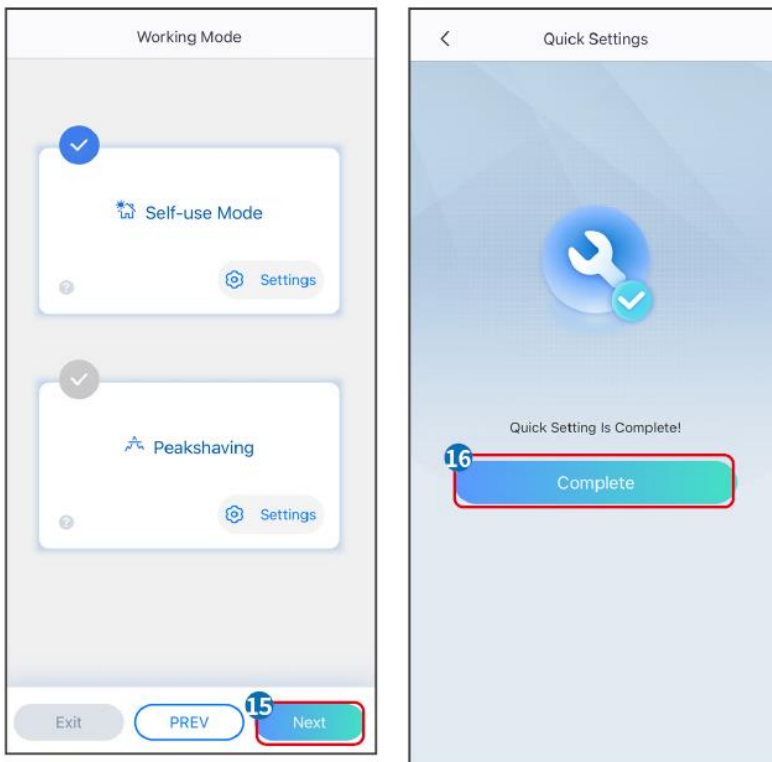 Working Mode
Self-use Mode
?
Settings
Peakshaving
?
Settings
Exit
PREV
15
Next
Quick Settings
Quick Setting Is Complete!
16
Complete